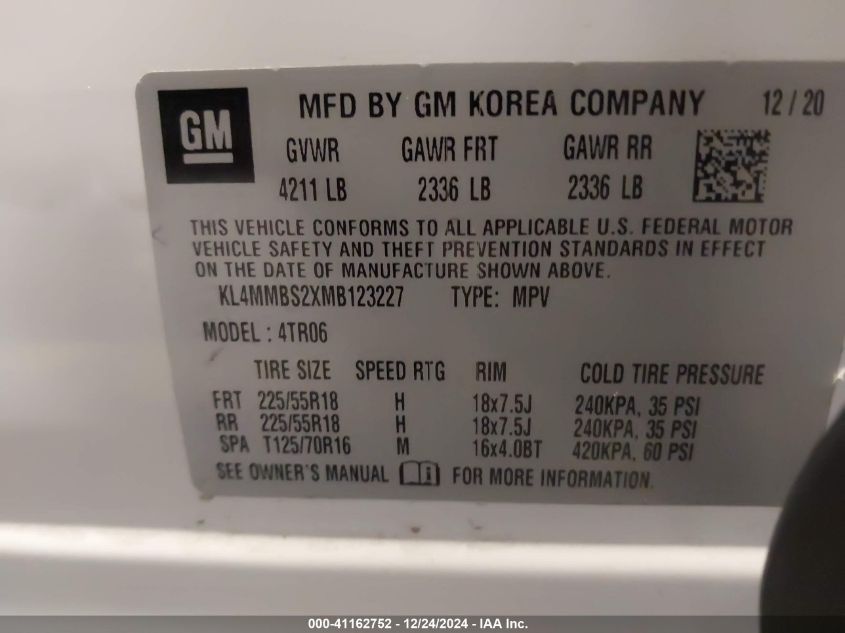 GM
MFD BY GM KOREA COMPANY 12/20
GVWR GAWR FRT GAWR RR
4211 LB 2336 LB 2336 LB
THIS VEHICLE CONFORMS TO ALL APPLICABLE U.S. FEDERAL MOTOR
VEHICLE SAFETY AND THEFT PREVENTION STANDARDS IN EFFECT
ON THE DATE OF MANUFACTURE SHOWN ABOVE.
KL4MMBS2XMB123227 TYPE: MPV
MODEL: 4TR06
TIRE SIZE SPEED RTG RIM COLD TIRE PRESSURE
FRT 225/55R18 H 18x7.5J 240KPA, 35 PSI
RR 225/55R18 H 18x7.5J 240KPA, 35 PSI
SPA T125/70R16 M 16x4.0BT 420KPA, 60 PSI
SEE OWNER'S MANUAL FOR MORE INFORMATION.
000-41162752 - 12/24/2024 - IAA Inc.